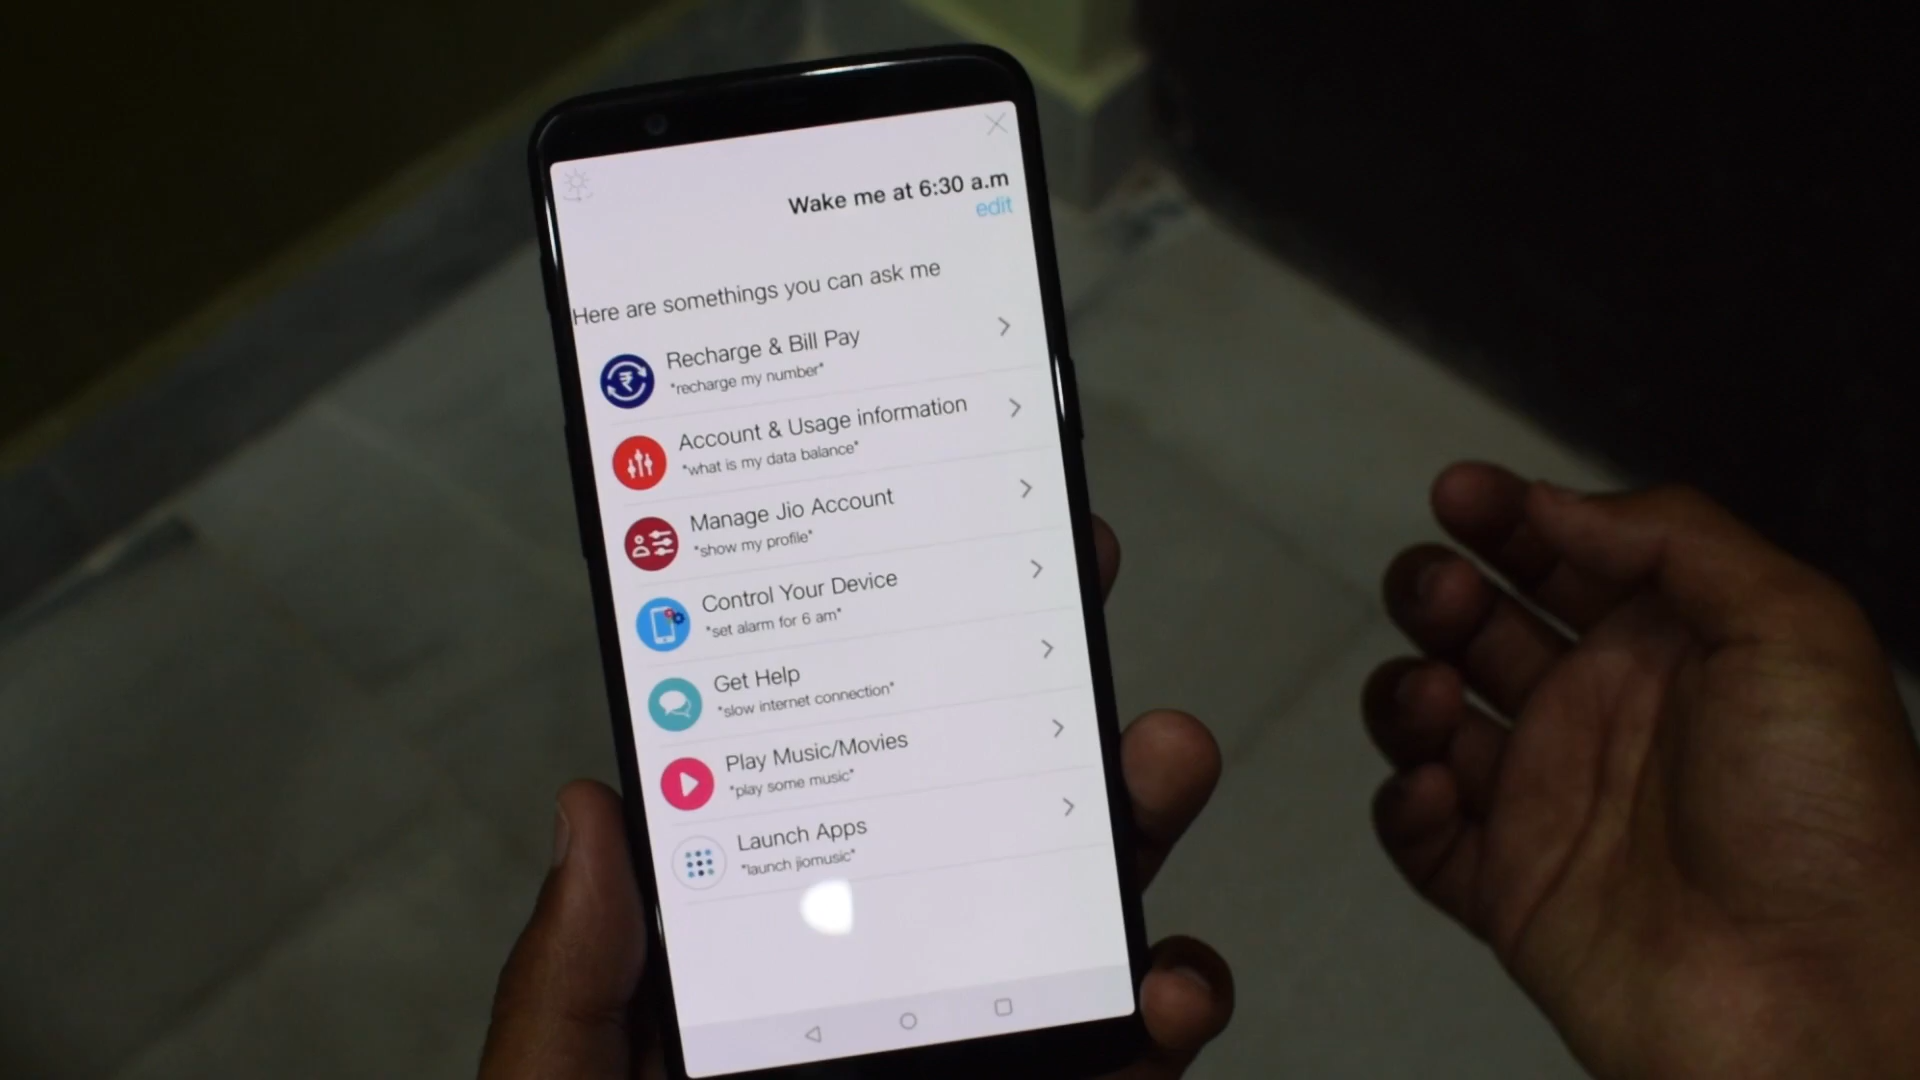 Wake me at 6:30 a.m
edit
Here are somethings you can ask me
Recharge & Bill Pay
"recharge my number"
Account & Usage information
"what is my data balance"
Manage Jio Account
"show my profile"
Control Your Device
"set alarm for 6 am"
Get Help
"slow internet connection"
Play Music/Movies
"play some music"
Launch Apps
"launch jiomusic"